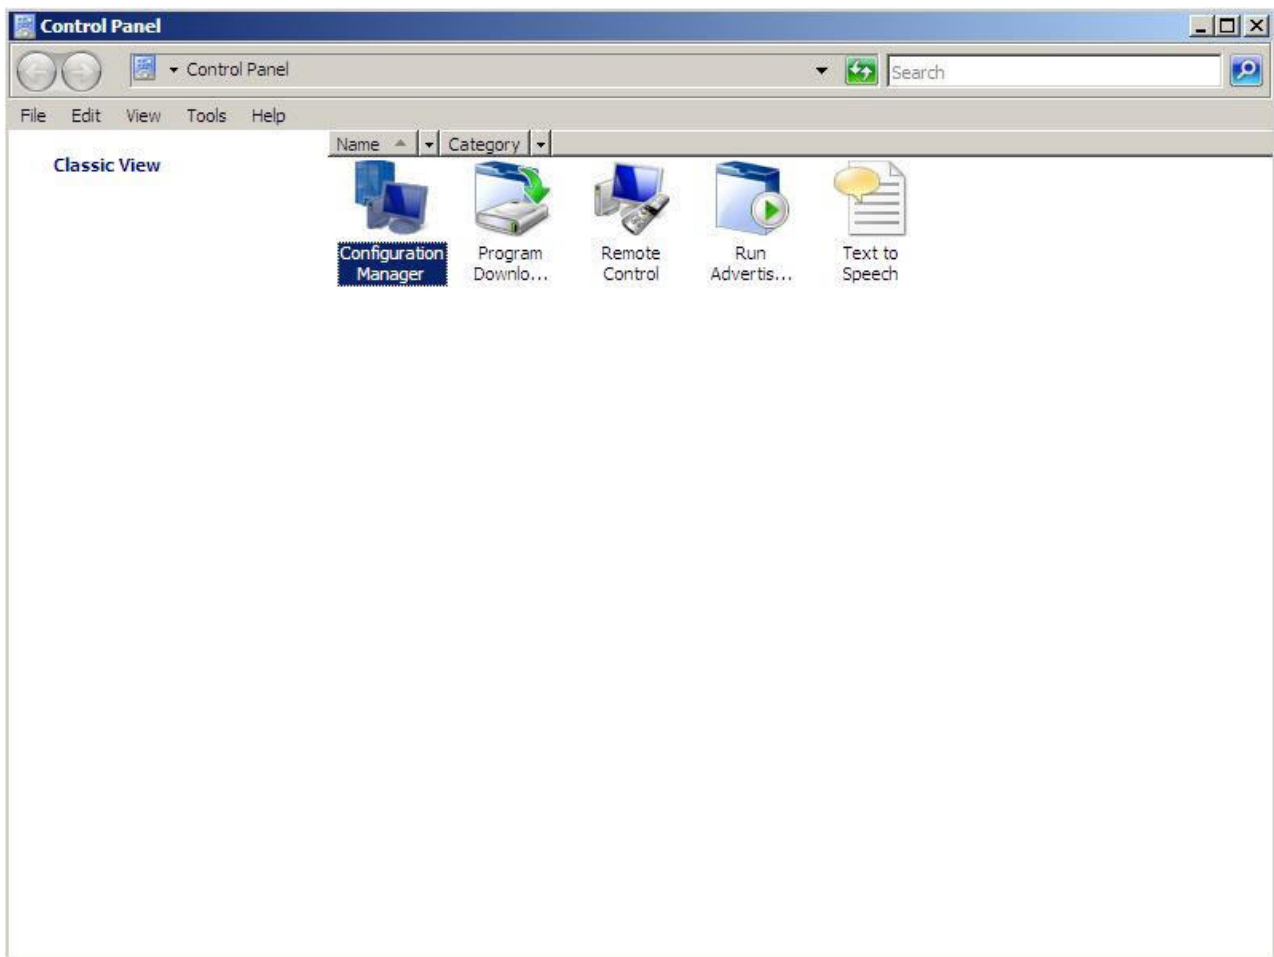 Control Panel
Control Panel
Search
File Edit View Tools Help
Name Category
Classic View
Configuration Manager
Program Downlo...
Remote Control
Run Advertis...
Text to Speech